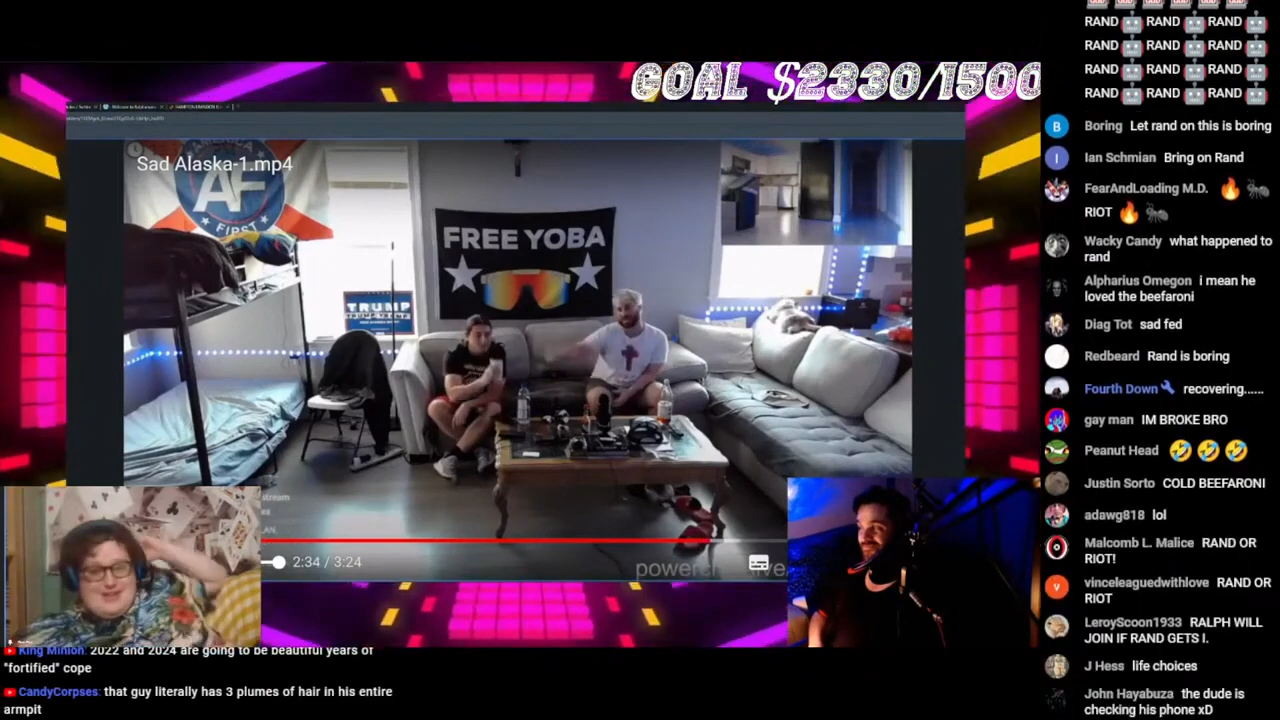 GOAL $2330/1500
Sad Alaska-1.mp4
AF
FIRST
FREE YOBA
TRUMP
2:34 / 3:24
King Minion: 2022 and 2024 are going to be beautiful years of
"fortified" cope
CandyCorpses: that guy literally has 3 plumes of hair in his entire
armpit
RAND 🤖 RAND 🤖 RAND 🤖
RAND 🤖 RAND 🤖 RAND 🤖
RAND 🤖 RAND 🤖 RAND 🤖
RAND 🤖 RAND 🤖 RAND 🤖
B Boring Let rand on this is boring
I Ian Schmian Bring on Rand
FearAndLoading M.D. 🔥 🐜
RIOT 🔥 🐜
Wacky Candy what happened to
rand
Alpharius Omegon i mean he
loved the beefaroni
Diag Tot sad fed
Redbeard Rand is boring
Fourth Down recovering......
gay man IM BROKE BRO
Peanut Head 🤣 🤣 🤣
Justin Sorto COLD BEEFARONI
adawg818 lol
Malcomb L. Malice RAND OR
RIOT!
V vinceleaguedwithlove RAND OR
RIOT
LeroyScoon1933 RALPH WILL
JOIN IF RAND GETS I.
J Hess life choices
John Hayabuza the dude is
checking his phone xD